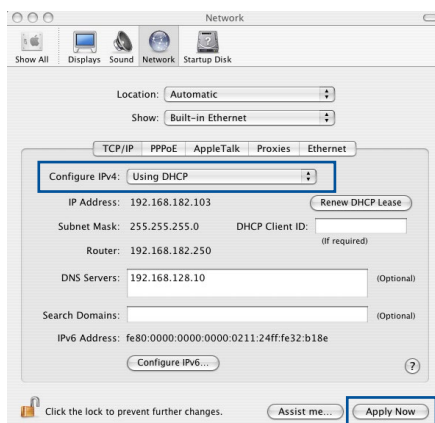 Network
Show All Displays Sound Network Startup Disk
Location: Automatic
Show: Built-in Ethernet
TCP/IP PPPoE AppleTalk Proxies Ethernet
Configure IPv4: Using DHCP
IP Address: 192.168.182.103 Renew DHCP Lease
Subnet Mask: 255.255.255.0 DHCP Client ID:
(If required)
Router: 192.168.182.250
DNS Servers: 192.168.128.10 (Optional)
Search Domains: (Optional)
IPv6 Address: fe80:0000:0000:0000:0211:24ff:fe32:b18e
Configure IPv6... ?
Click the lock to prevent further changes. Assist me... Apply Now